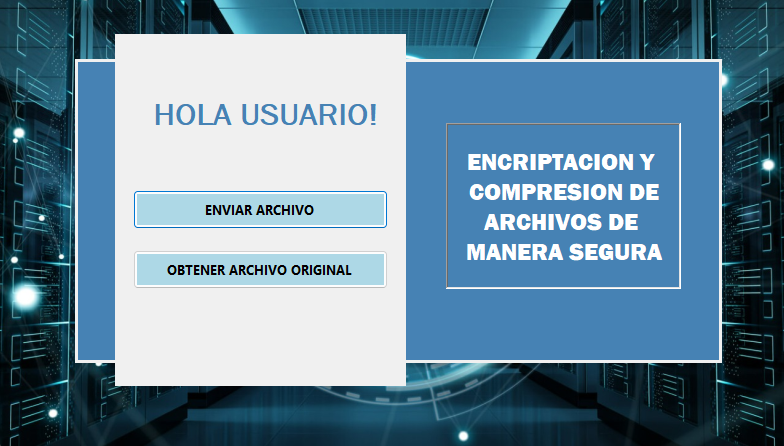 HOLA USUARIO!
ENVIAR ARCHIVO
OBTENER ARCHIVO ORIGINAL
ENCRIPTACION Y
COMPRESION DE
ARCHIVOS DE
MANERA SEGURA